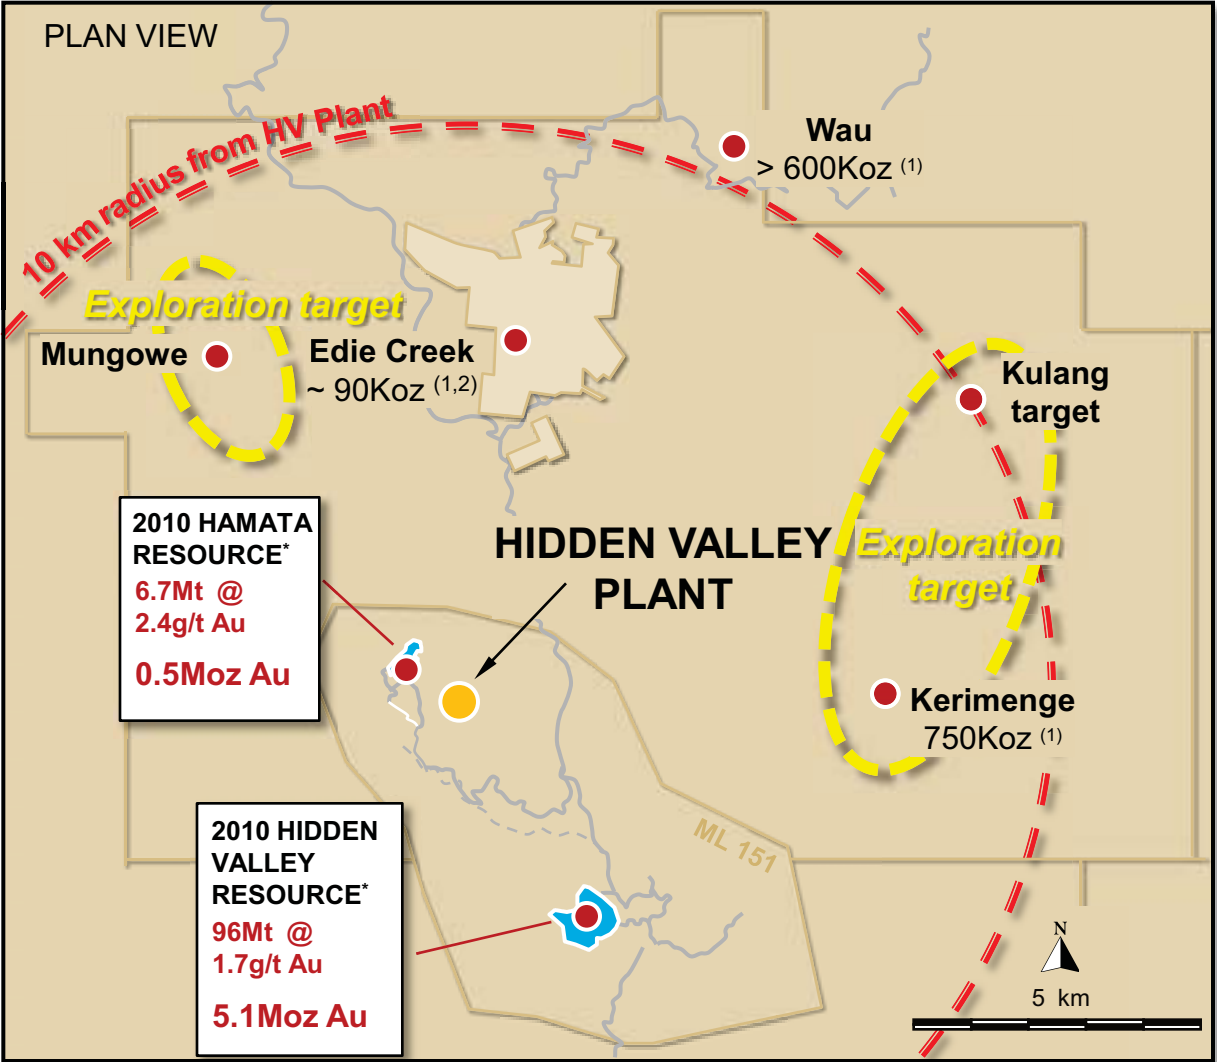 PLAN VIEW
10 km radius from HV Plant
Wau
> 600Koz (1)
Exploration target
Mungowe
Edie Creek
~ 90Koz (1,2)
Kulang
target
2010 HAMATA
RESOURCE*
6.7Mt @
2.4g/t Au
0.5Moz Au
HIDDEN VALLEY
PLANT
Exploration
target
Kerimenge
750Koz (1)
2010 HIDDEN
VALLEY
RESOURCE*
96Mt @
1.7g/t Au
5.1Moz Au
ML 151
N
5 km